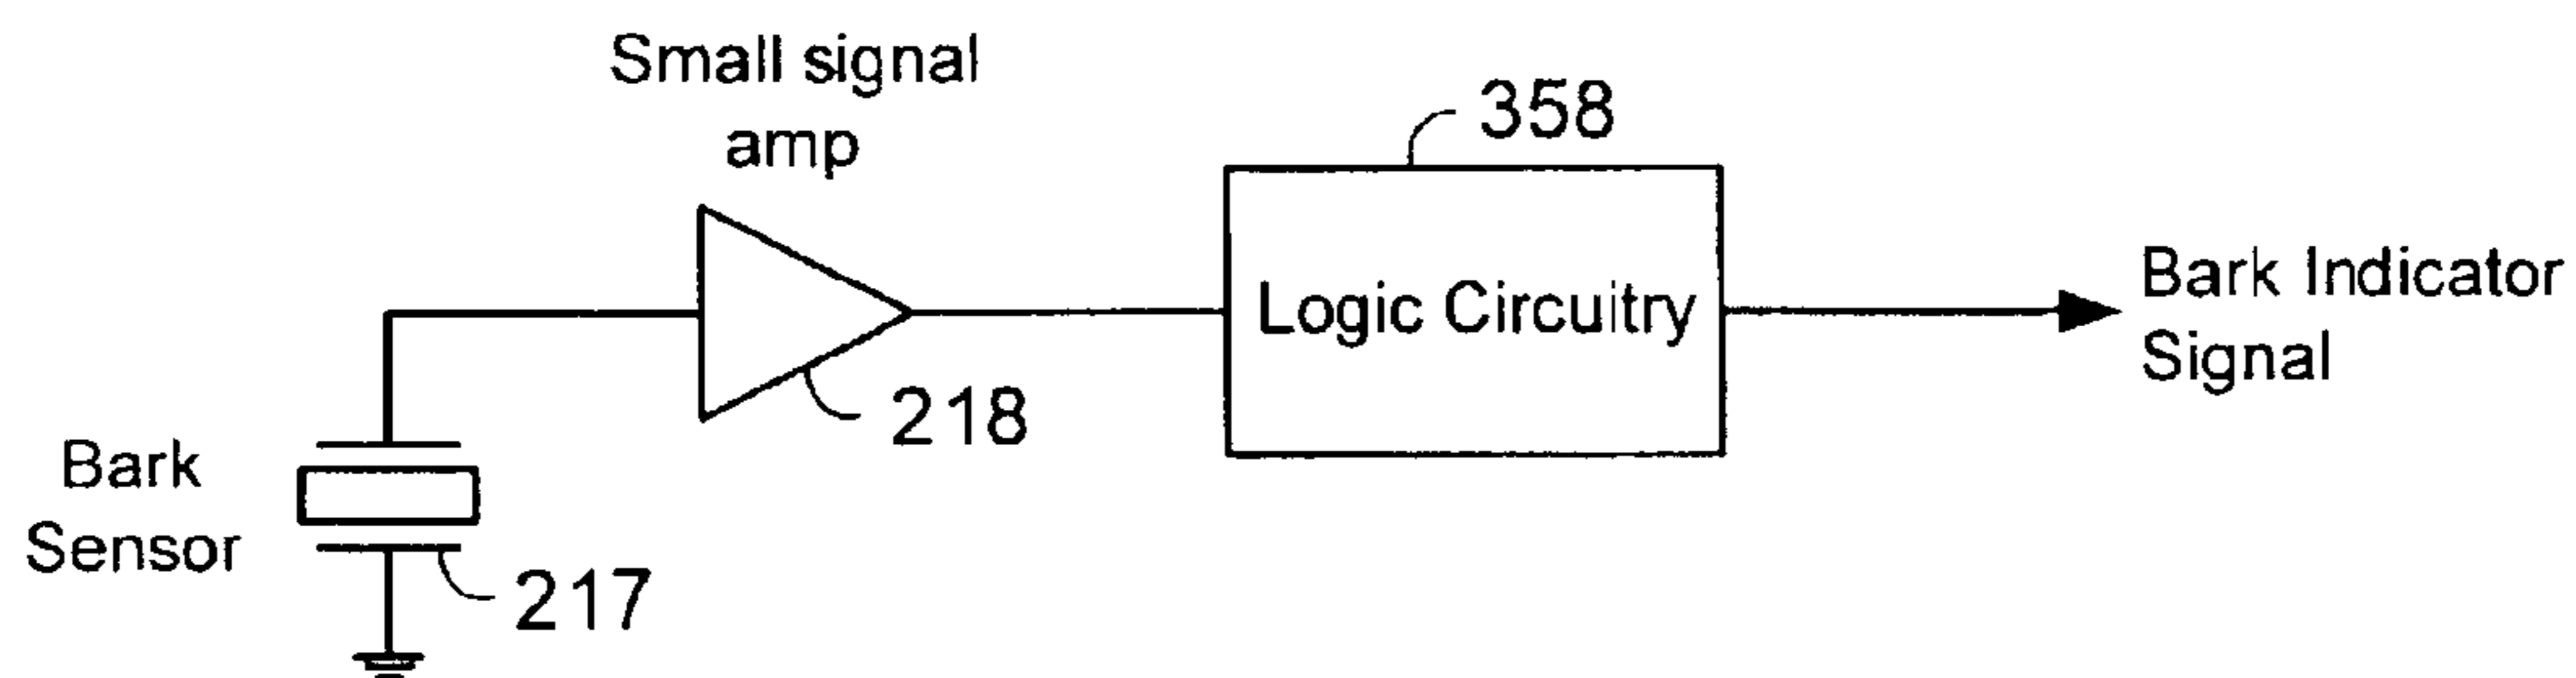 Small signal
amp
358
Logic Circuitry
Bark Indicator
Signal
218
Bark
Sensor
217